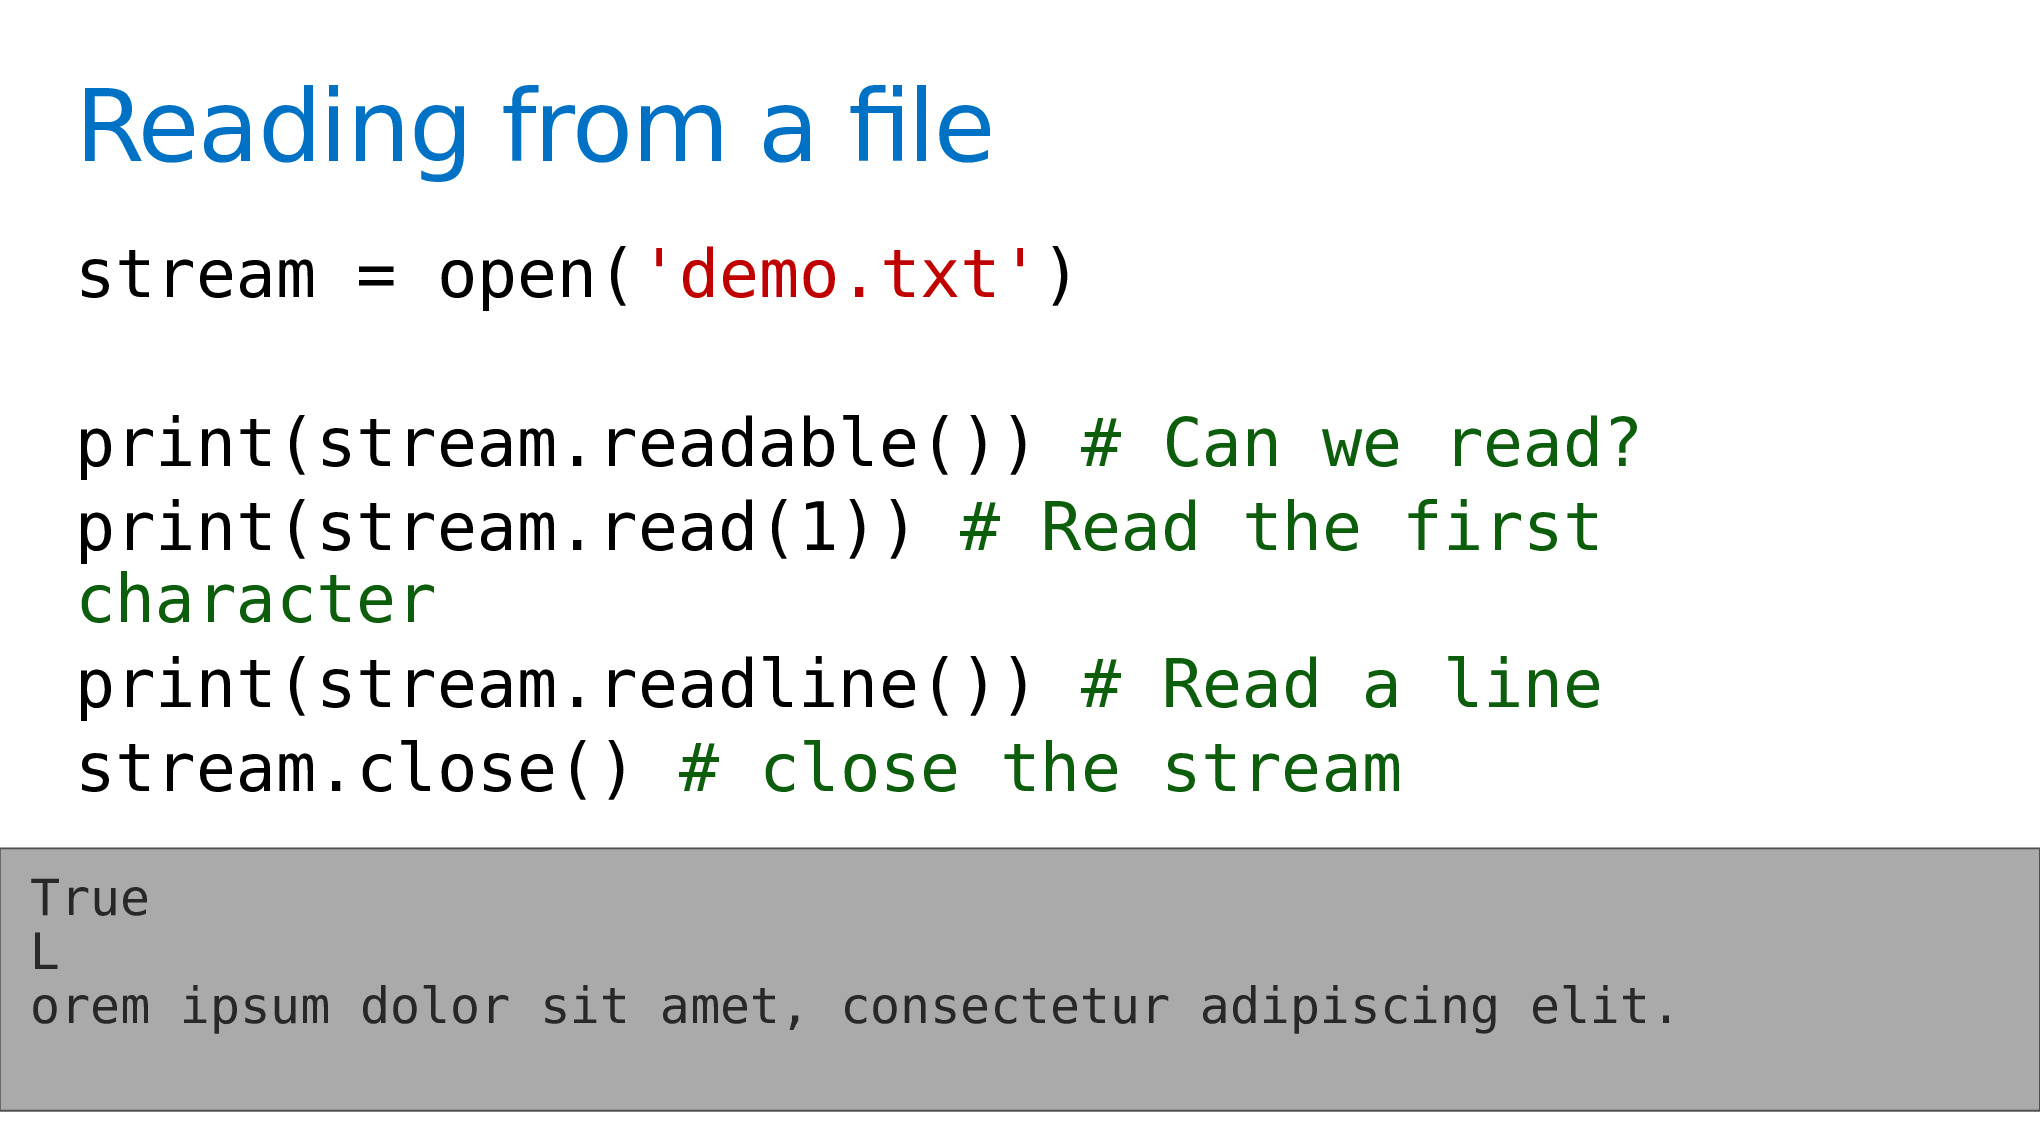 Reading from a file
stream = open('demo.txt')
print(stream.readable()) # Can we read?
print(stream.read(1)) # Read the first
character
print(stream.readline()) # Read a line
stream.close() # close the stream
True
L
orem ipsum dolor sit amet, consectetur adipiscing elit.